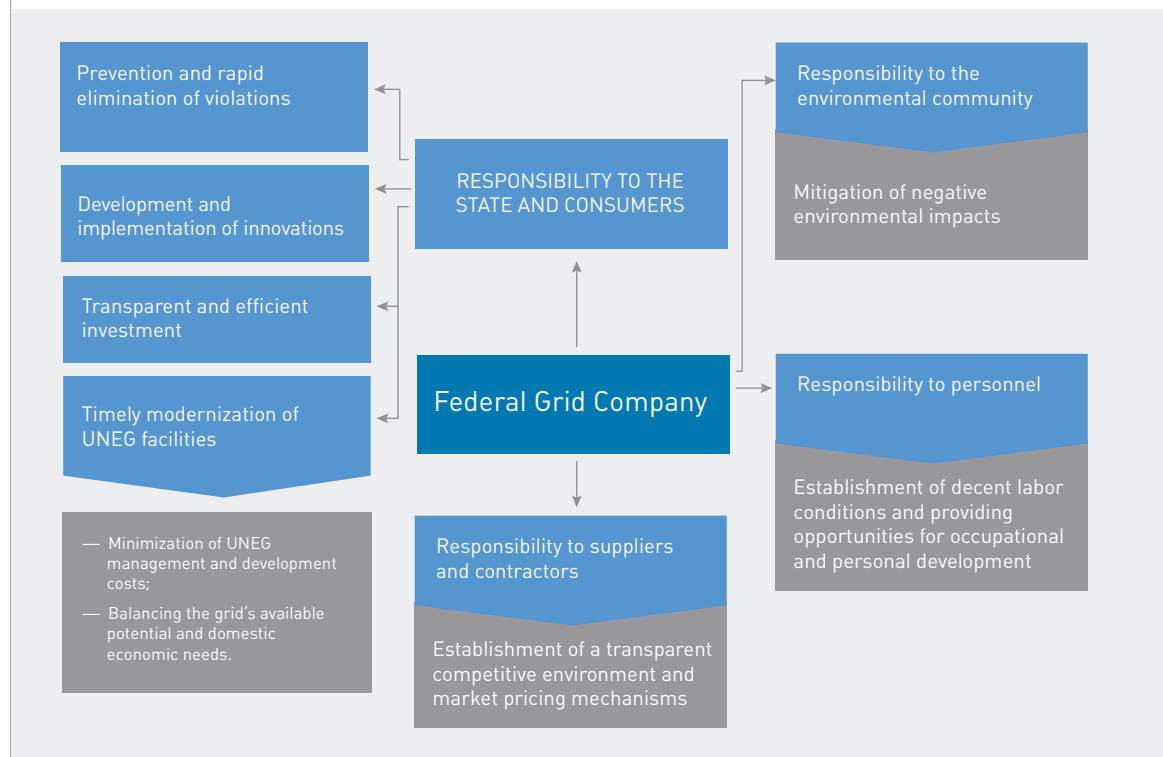 Prevention and rapid
elimination of violations
Development and
implementation of innovations
Transparent and efficient
investment
Timely modernization of
UNEG facilities
— Minimization of UNEG
management and development
costs;
— Balancing the grid's available
potential and domestic
economic needs.
RESPONSIBILITY TO THE
STATE AND CONSUMERS
Federal Grid Company
Responsibility to suppliers
and contractors
Establishment of a transparent
competitive environment and
market pricing mechanisms
Responsibility to the
environmental community
Mitigation of negative
environmental impacts
Responsibility to personnel
Establishment of decent labor
conditions and providing
opportunities for occupational
and personal development